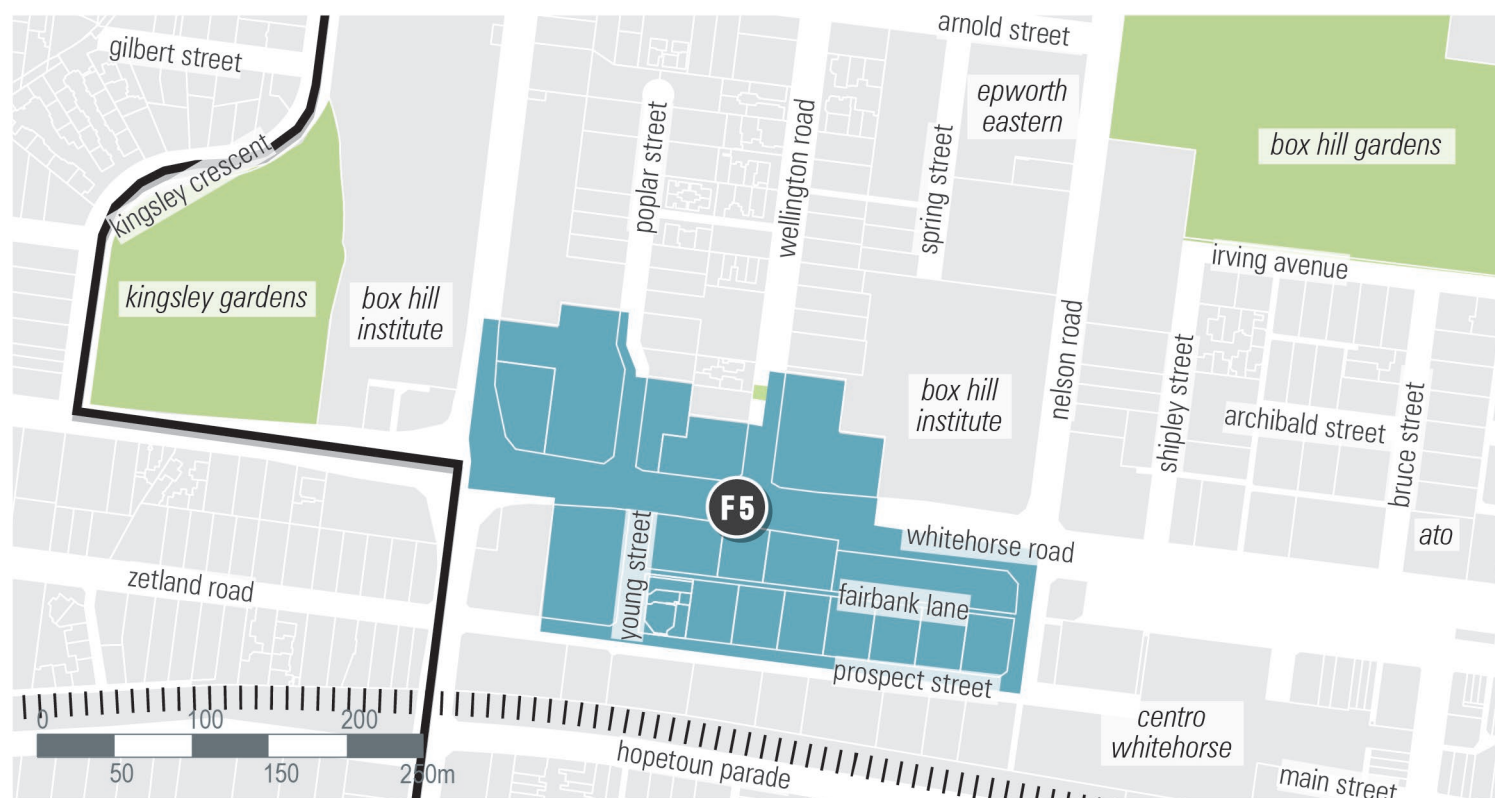 arnold street
gilbert street
epworth
eastern
box hill gardens
kingsley crescent
poplar street
wellington road
spring street
irving avenue
kingsley gardens
box hill
institute
nelson road
box hill
institute
shipley street
archibald street
bruce street
F5
whitehorse road
ato
young street
zetland road
fairbank lane
prospect street
centro
whitehorse
0 100 200
50 150 250m
hopetoun parade
main street